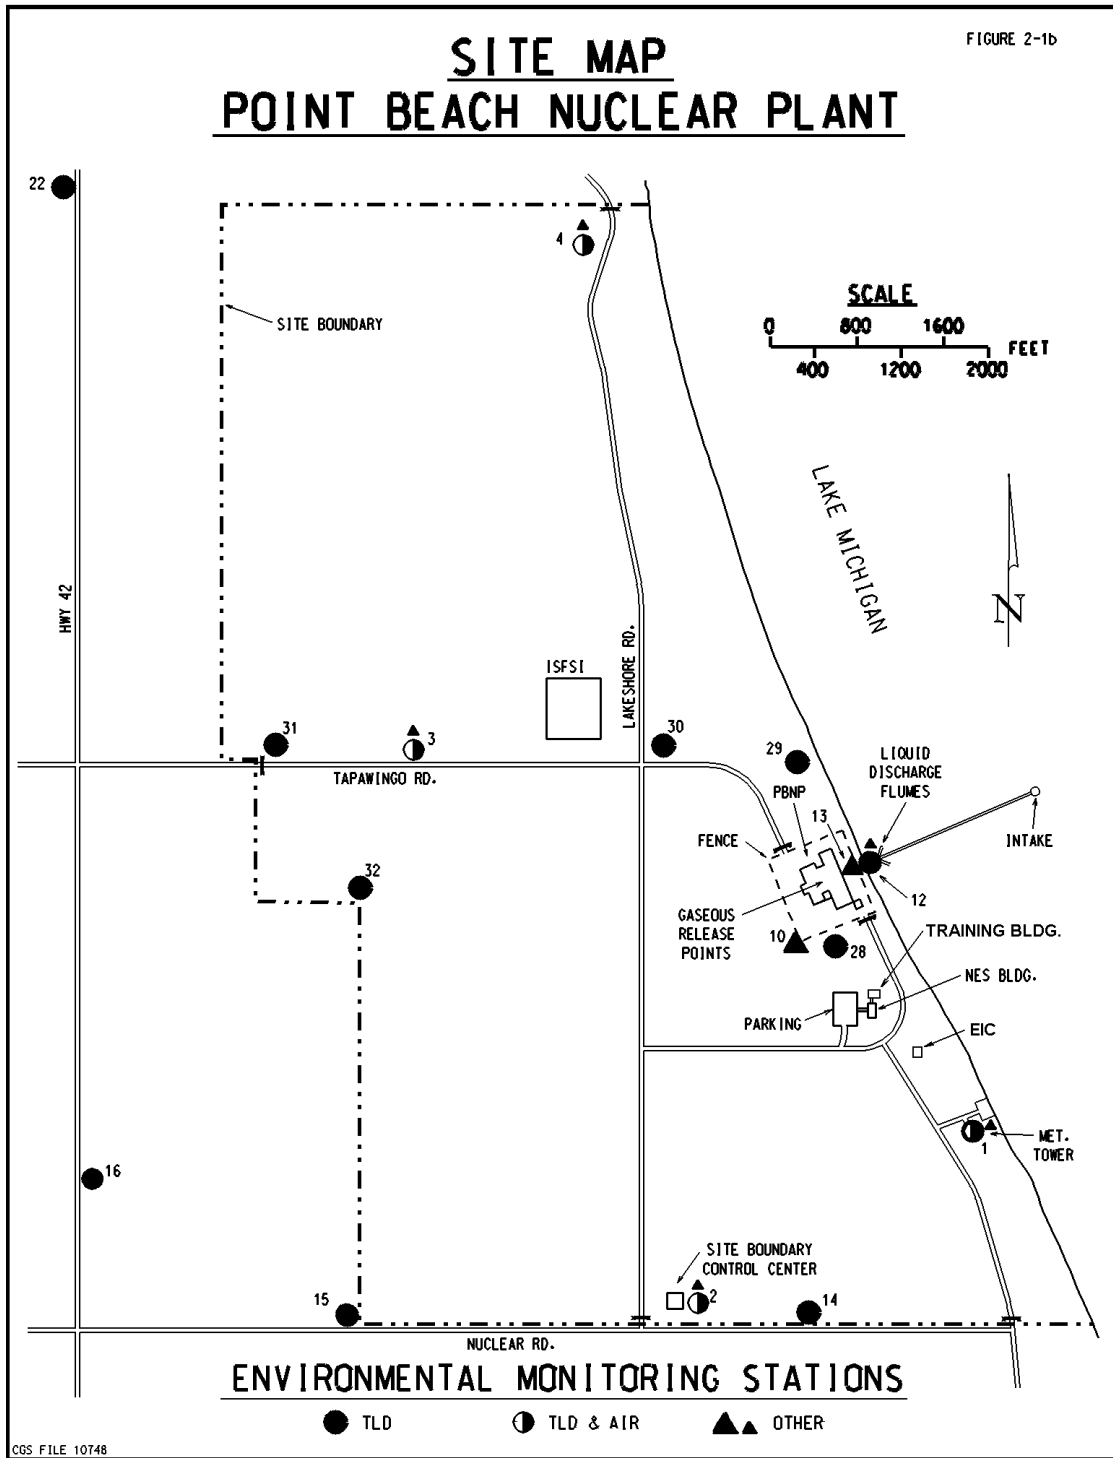 FIGURE 2-1b
SITE MAP
POINT BEACH NUCLEAR PLANT
22
4
SCALE
0 800 1600
FEET
400 1200 2000
SITE BOUNDARY
LAKE MICHIGAN
N
HWY 42
LAKESHORE RD.
ISFSI
31
3
30
29
LIQUID
DISCHARGE
FLUMES
TAPAWINGO RD.
PBNP
13
FENCE
INTAKE
32
12
GASEOUS
RELEASE
POINTS
10
28
TRAINING BLDG.
NES BLDG.
PARKING
EIC
1
MET.
TOWER
16
SITE BOUNDARY
CONTROL CENTER
15
2
14
NUCLEAR RD.
ENVIRONMENTAL MONITORING STATIONS
TLD
TLD & AIR
OTHER
CGS FILE 10748